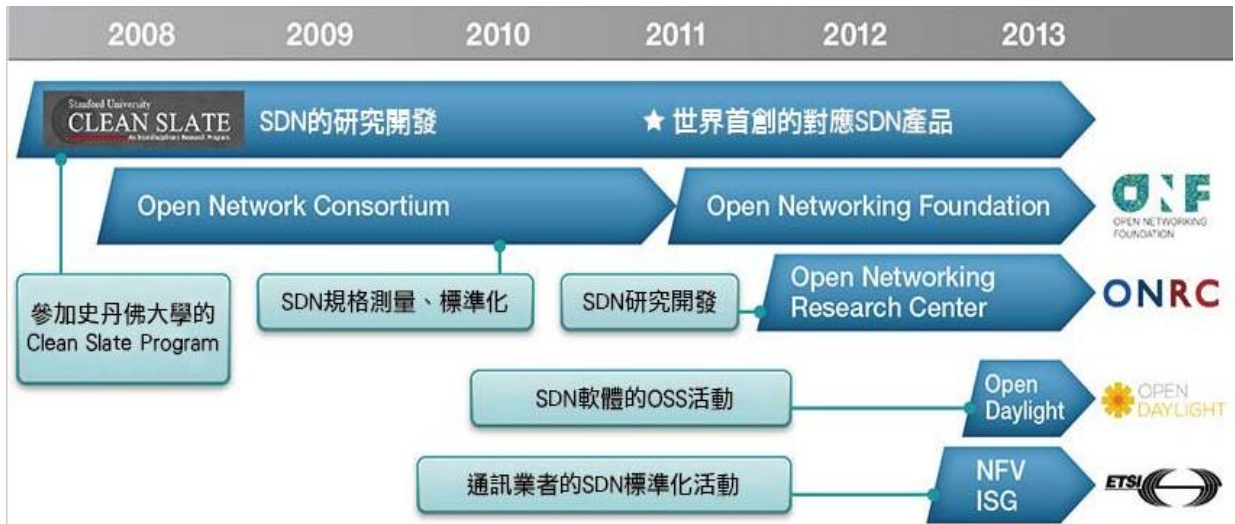 2008 2009 2010 2011 2012 2013
Stanford University
CLEAN SLATE
An Interdisciplinary Research Program
SDN的研究開發
★世界首創的對應SDN產品
Open Network Consortium
Open Networking Foundation
ONF
OPEN NETWORKING
FOUNDATION
參加史丹佛大學的
Clean Slate Program
SDN規格測量、標準化
SDN研究開發
Open Networking
Research Center
ONRC
SDN軟體的OSS活動
Open
Daylight
OPEN
DAYLIGHT
通訊業者的SDN標準化活動
NFV
ISG
ETSI